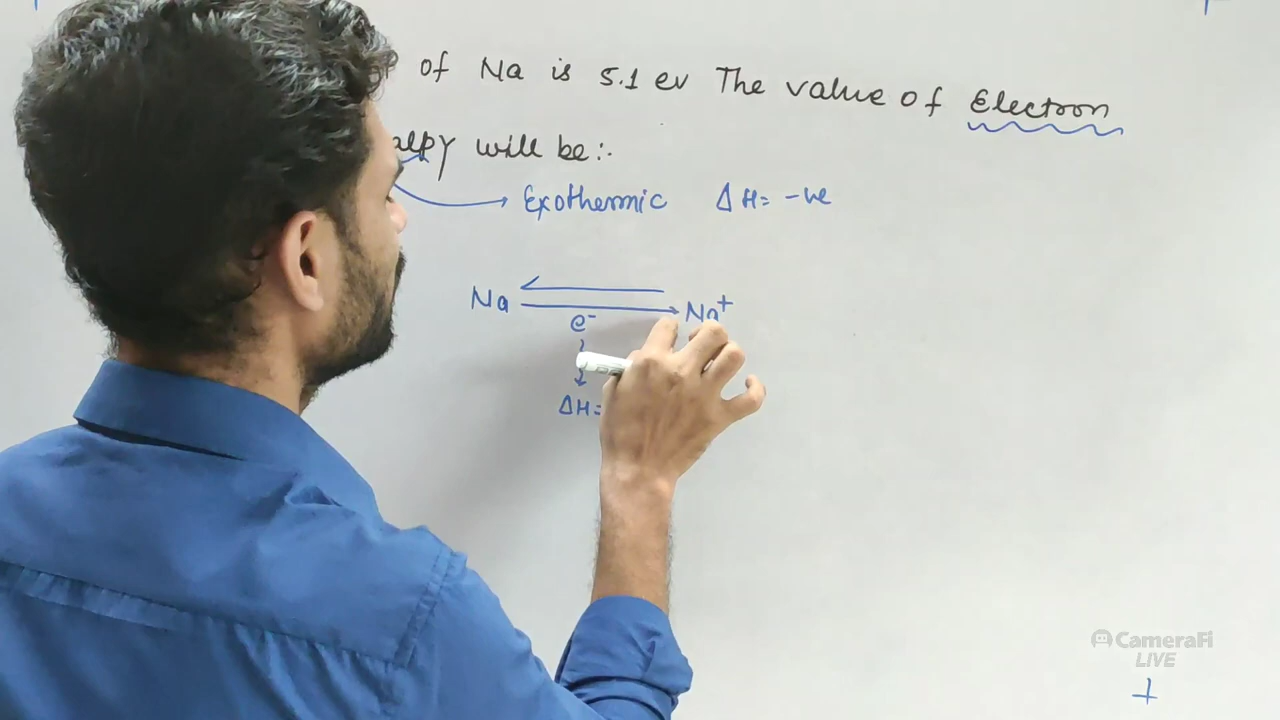 of Na is 5.1 ev The value of Electron
alpy will be:.
Exothermic ΔH= -ve
Na Na⁺
e⁻
ΔH=
CameraFi
LIVE